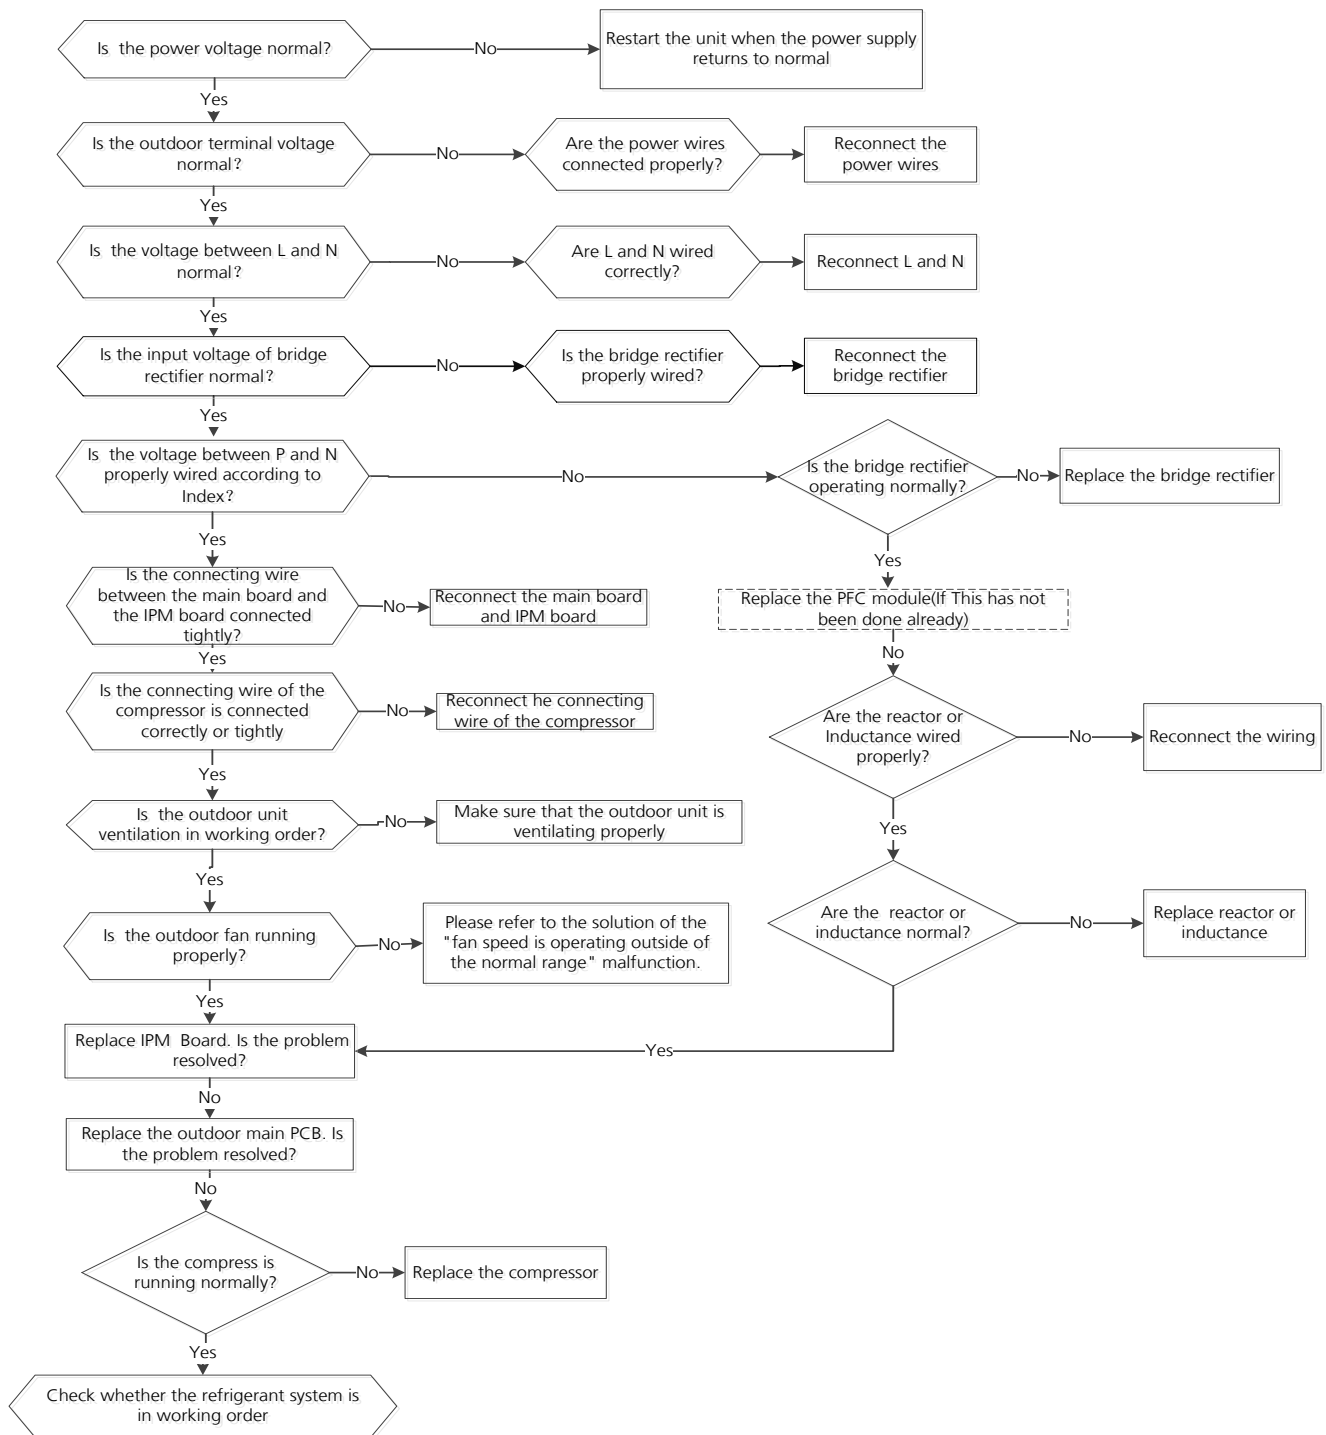 Is the power voltage normal?
No
Restart the unit when the power supply
returns to normal
Yes
Is the outdoor terminal voltage
normal?
No
Are the power wires
connected properly?
Reconnect the
power wires
Yes
Is the voltage between L and N
normal?
No
Are L and N wired
correctly?
Reconnect L and N
Yes
Is the input voltage of bridge
rectifier normal?
No
Is the bridge rectifier
properly wired?
Reconnect the
bridge rectifier
Yes
Is the voltage between P and N
properly wired according to
Index?
No
Is the bridge rectifier
operating normally?
No
Replace the bridge rectifier
Yes
Yes
Is the connecting wire
between the main board and
the IPM board connected
tightly?
No
Reconnect the main board
and IPM board
Replace the PFC module(If This has not
been done already)
Yes
No
Is the connecting wire of the
compressor is connected
correctly or tightly
No
Reconnect he connecting
wire of the compressor
Are the reactor or
Inductance wired
properly?
No
Reconnect the wiring
Yes
Is the outdoor unit
ventilation in working order?
No
Make sure that the outdoor unit is
ventilating properly
Yes
Yes
Is the outdoor fan running
properly?
No
Please refer to the solution of the
"fan speed is operating outside of
the normal range" malfunction.
Are the reactor or
inductance normal?
No
Replace reactor or
inductance
Yes
Replace IPM Board. Is the problem
resolved?
Yes
No
Replace the outdoor main PCB. Is
the problem resolved?
No
Is the compress is
running normally?
No
Replace the compressor
Yes
Check whether the refrigerant system is
in working order